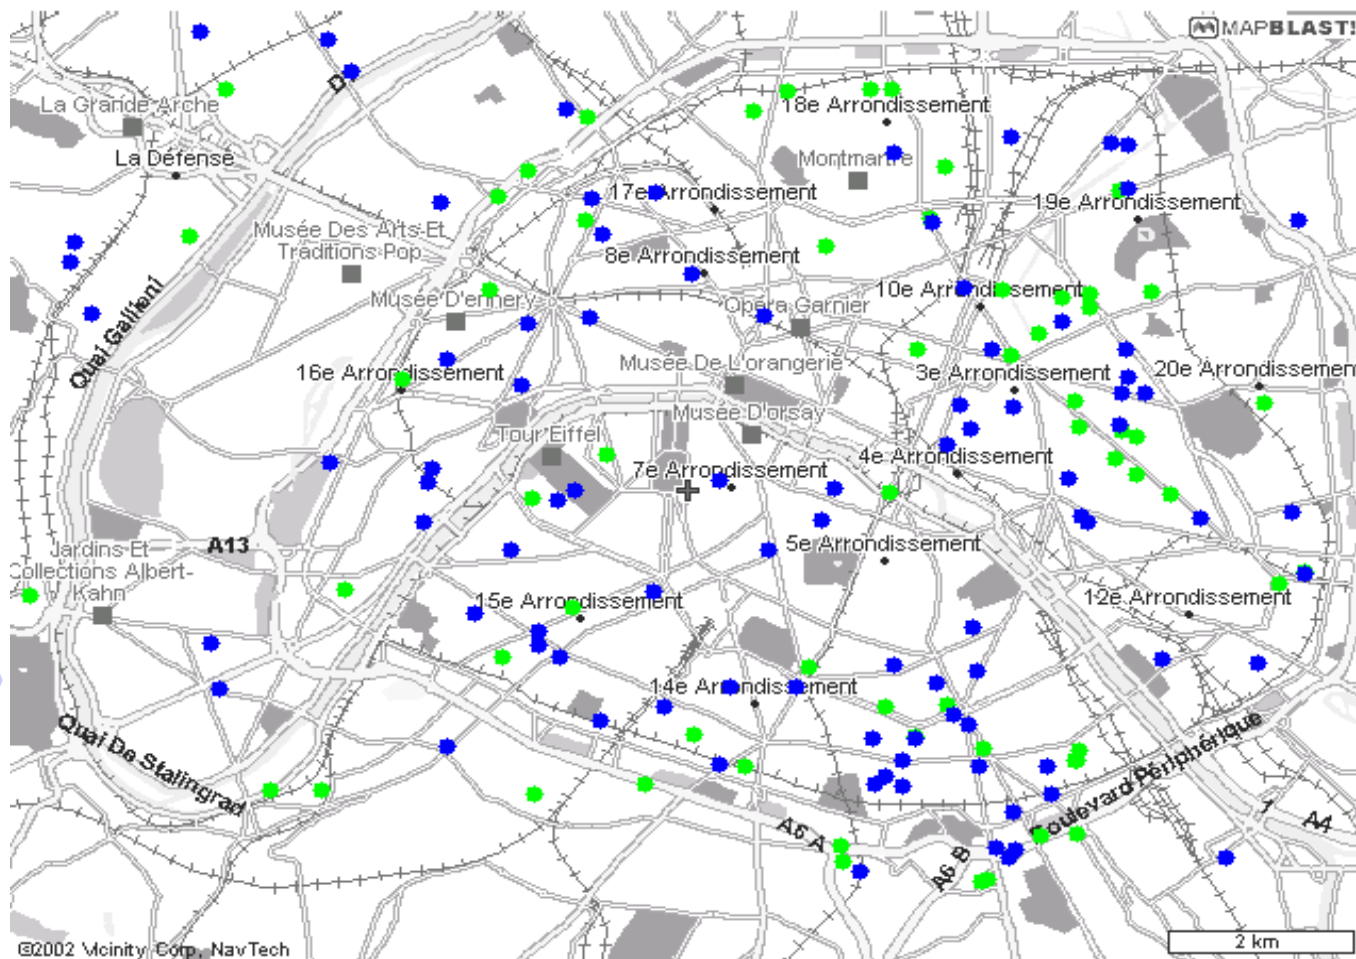 MAPBLAST!
D
La Grande Arche
18e Arrondissement
La Défense
Montmartre
17e Arrondissement
19e Arrondissement
Musée Des Arts Et
Traditions Pop
8e Arrondissement
Quai Gallieni
Musée D'ennery
Opéra Garnier
10e Arrondissement
Musée De L'orangerie
16e Arrondissement
3e Arrondissement
20e Arrondissement
Musée D'orsay
Tour Eiffel
7e Arrondissement
4e Arrondissement
A13
Jardins Et
Collections Albert-
Kahn
5e Arrondissement
15e Arrondissement
12e Arrondissement
14e Arrondissement
Quai De Stalingrad
Boulevard Périphérique
A6 A
A6 B
A4
©2002 Vicinity Corp, NavTech
2 km